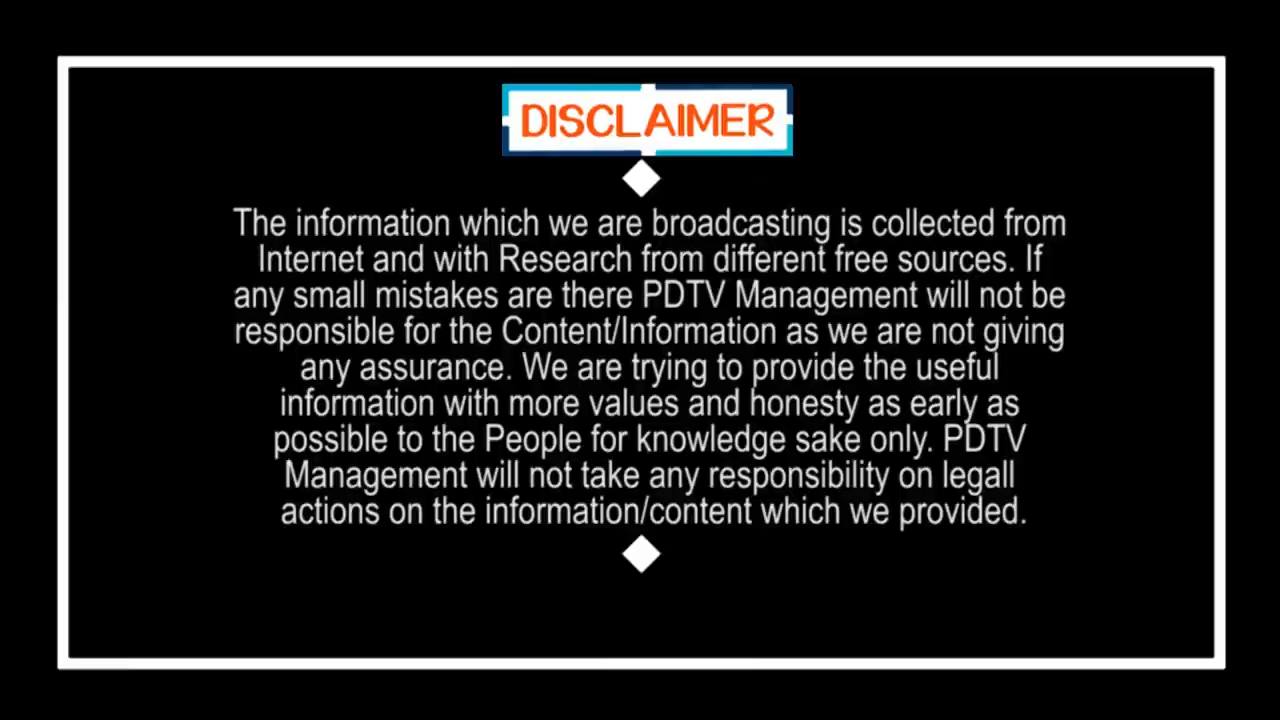 DISCLAIMER
The information which we are broadcasting is collected from
Internet and with Research from different free sources. If
any small mistakes are there PDTV Management will not be
responsible for the Content/Information as we are not giving
any assurance. We are trying to provide the useful
information with more values and honesty as early as
possible to the People for knowledge sake only. PDTV
Management will not take any responsibility on legall
actions on the information/content which we provided.